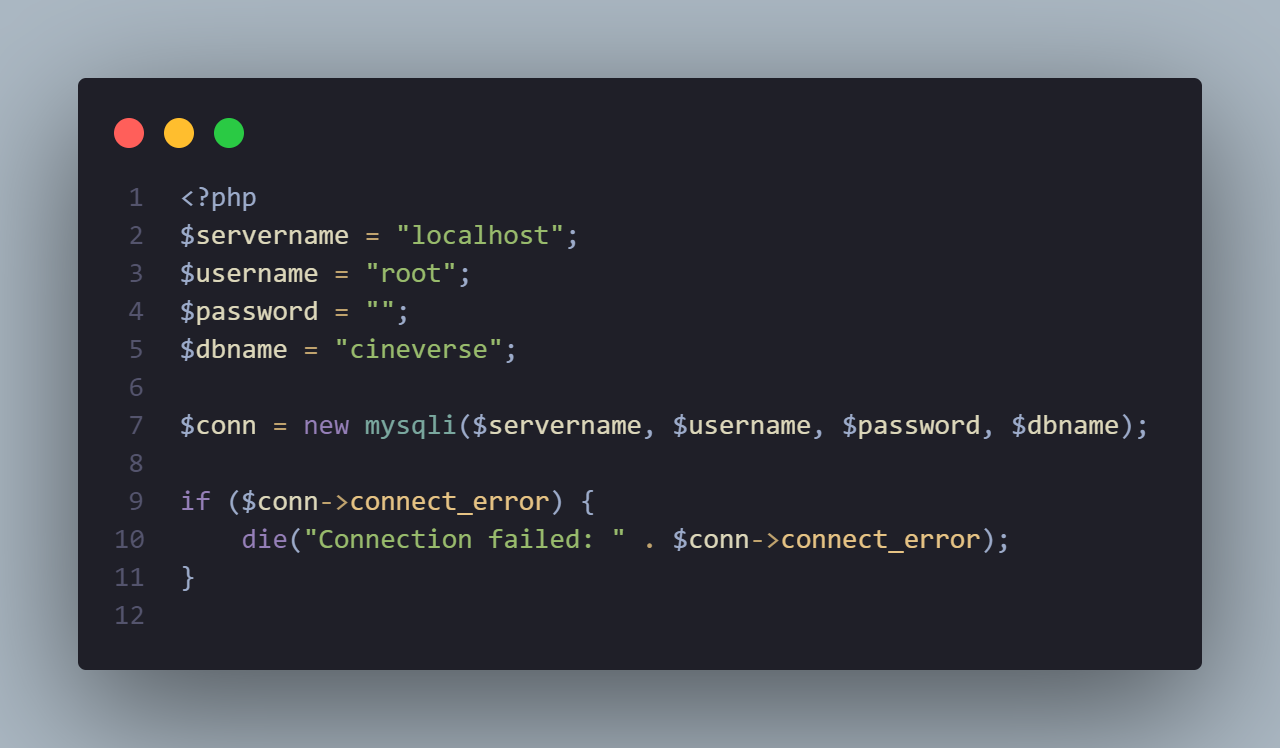 1 <?php
2 $servername = "localhost";
3 $username = "root";
4 $password = "";
5 $dbname = "cineverse";
6
7 $conn = new mysqli($servername, $username, $password, $dbname);
8
9 if ($conn->connect_error) {
10     die("Connection failed: " . $conn->connect_error);
11 }
12